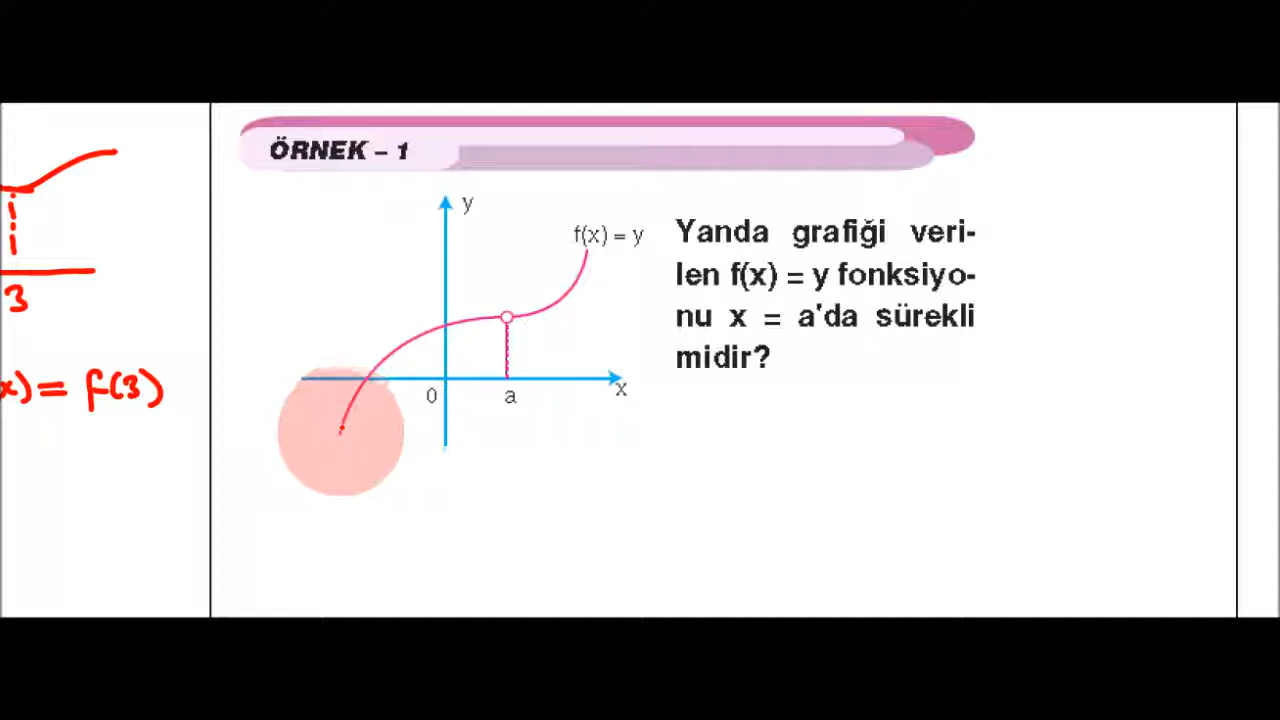 ÖRNEK – 1
3
x) = f(3)
y
f(x) = y
0
a
x
Yanda grafiği veri-
len f(x) = y fonksiyo-
nu x = a'da sürekli
midir?